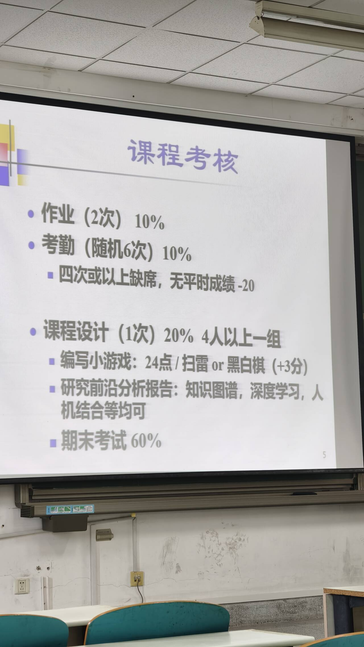 课程考核
作业（2次） 10%
考勤（随机6次）10%
四次或以上缺席，无平时成绩 -20
课程设计（1次）20% 4人以上一组
编写小游戏：24点 / 扫雷 or 黑白棋（+3分）
研究前沿分析报告：知识图谱，深度学习，人
机结合等均可
期末考试 60%
5